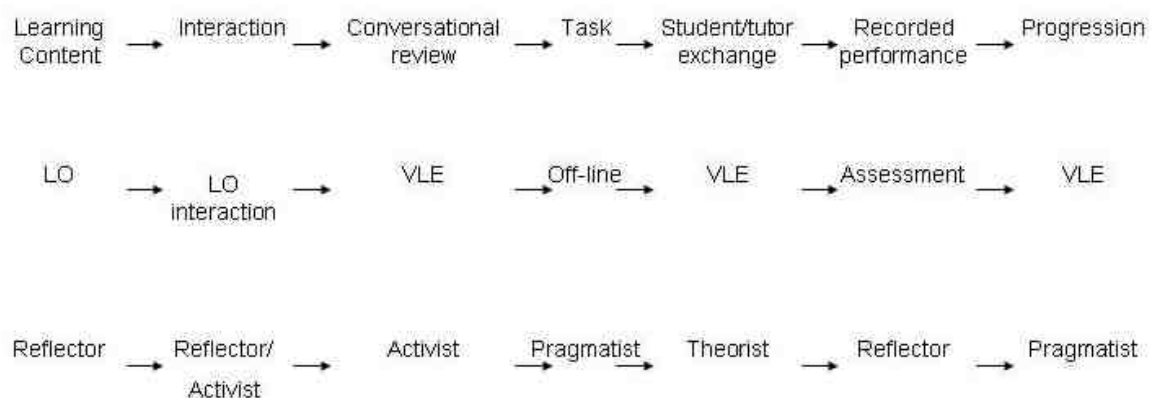 Learning Content → Interaction → Conversational review → Task → Student/tutor exchange → Recorded performance → Progression
LO → LO interaction → VLE → Off-line → VLE → Assessment → VLE
Reflector → Reflector/ Activist → Activist → Pragmatist → Theorist → Reflector → Pragmatist